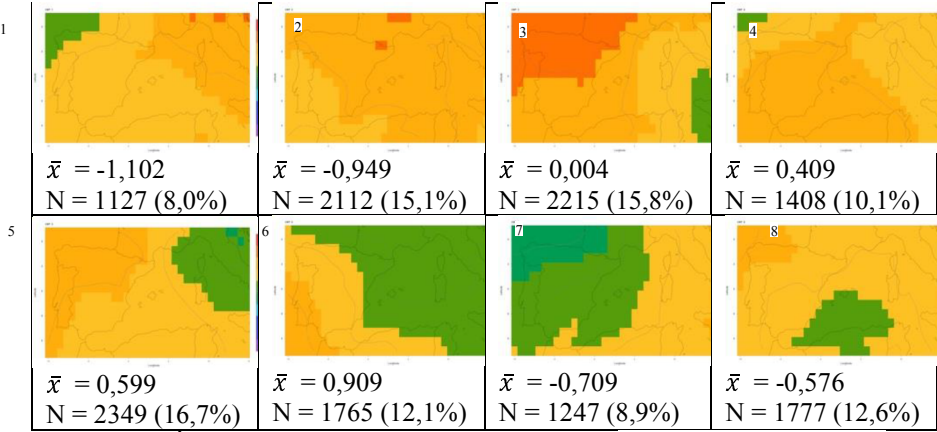 1
2
3
4
x̄ = -1,102
N = 1127 (8,0%)
x̄ = -0,949
N = 2112 (15,1%)
x̄ = 0,004
N = 2215 (15,8%)
x̄ = 0,409
N = 1408 (10,1%)
5
6
7
8
x̄ = 0,599
N = 2349 (16,7%)
x̄ = 0,909
N = 1765 (12,1%)
x̄ = -0,709
N = 1247 (8,9%)
x̄ = -0,576
N = 1777 (12,6%)